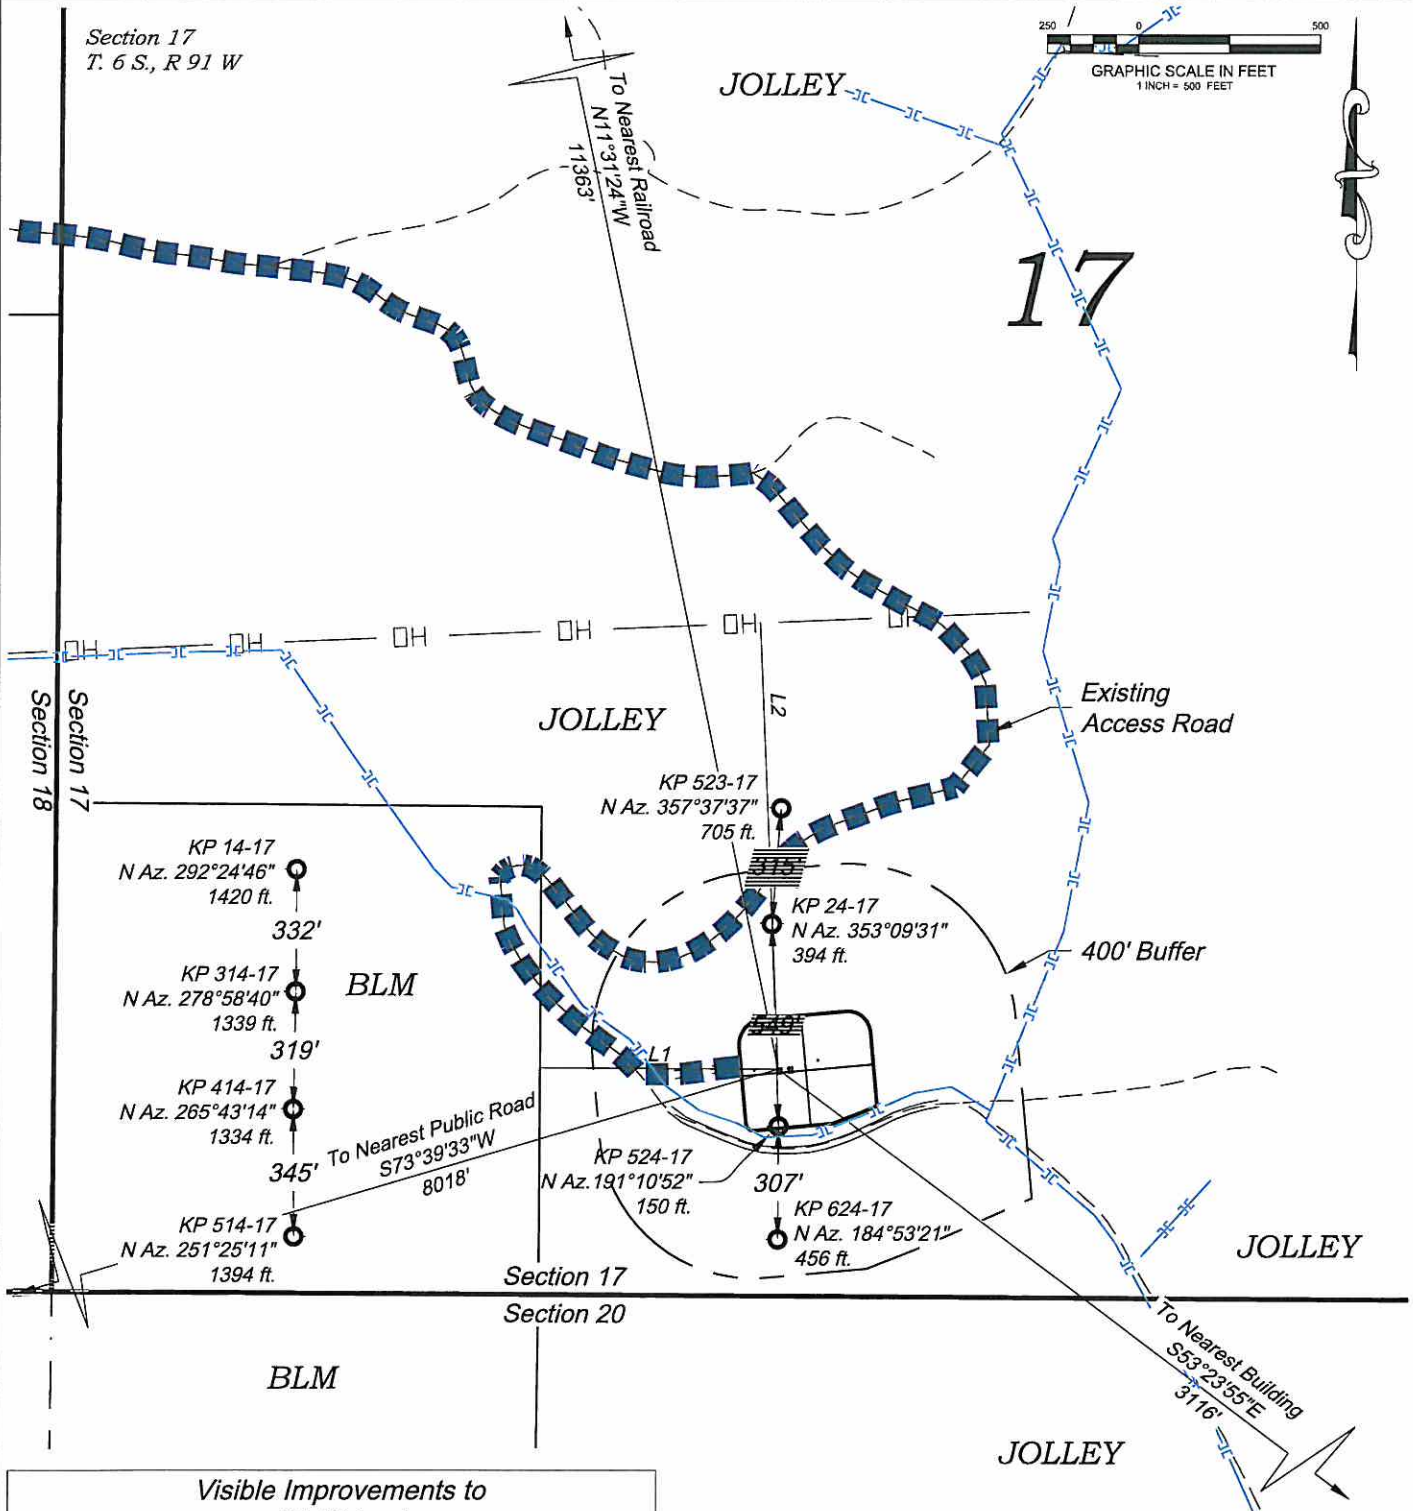 Section 17
T. 6 S., R 91 W
250
0
500
GRAPHIC SCALE IN FEET
1 INCH = 500 FEET
JOLLEY
To Nearest Railroad
N11°31'24"W
11363'
17
OH
OH
OH
OH
OH
OH
Section 18
Section 17
JOLLEY
L2
Existing
Access Road
KP 523-17
N Az. 357°37'37"
705 ft.
315'
KP 14-17
N Az. 292°24'46"
1420 ft.
332'
KP 24-17
N Az. 353°09'31"
394 ft.
400' Buffer
KP 314-17
N Az. 278°58'40"
1339 ft.
BLM
319'
549'
L1
KP 414-17
N Az. 265°43'14"
1334 ft.
345'
To Nearest Public Road
S73°39'33"W
8018'
KP 524-17
N Az. 191°10'52"
150 ft.
307'
KP 624-17
N Az. 184°53'21"
456 ft.
KP 514-17
N Az. 251°25'11"
1394 ft.
JOLLEY
Section 17
Section 20
BLM
To Nearest Building
S53°23'55"E
3116'
JOLLEY
Visible Improvements to